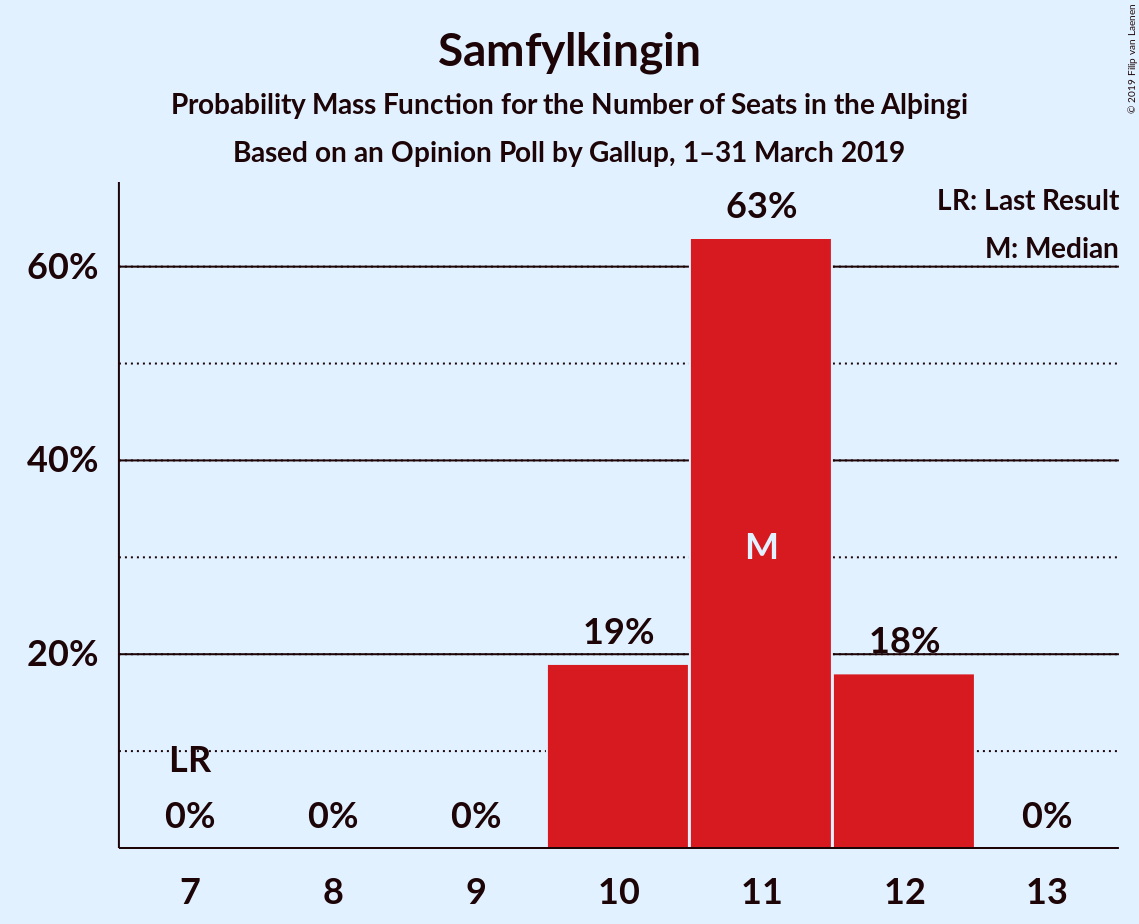 Samfylkingin
Probability Mass Function for the Number of Seats in the Alþingi
Based on an Opinion Poll by Gallup, 1–31 March 2019
© 2019 Filip van Laenen
LR: Last Result
M: Median
63%
60%
40%
M
19%
18%
20%
LR
0%
0%
0%
0%
7
8
9
10
11
12
13